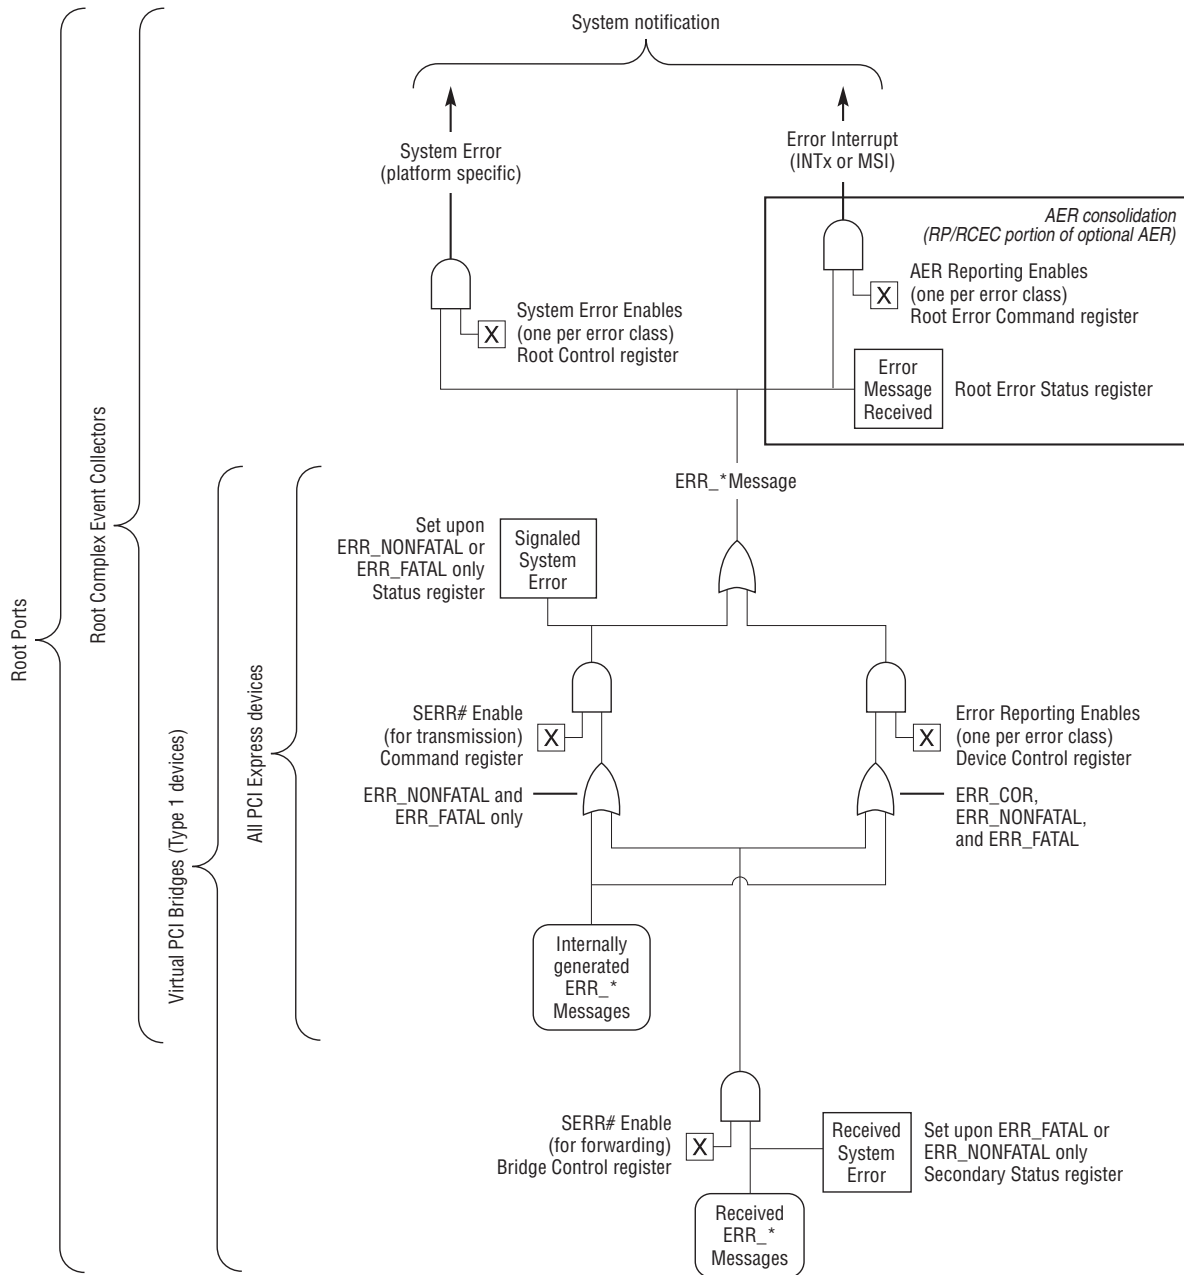 System notification
System Error
(platform specific)
Error Interrupt
(INTx or MSI)
AER consolidation
(RP/RCEC portion of optional AER)
AER Reporting Enables
(one per error class)
Root Error Command register
X
System Error Enables
(one per error class)
Root Control register
X
Error
Message
Received
Root Error Status register
ERR_*Message
Set upon
ERR_NONFATAL or
ERR_FATAL only
Status register
Signaled
System
Error
SERR# Enable
(for transmission)
Command register
X
X
Error Reporting Enables
(one per error class)
Device Control register
ERR_NONFATAL and
ERR_FATAL only
ERR_COR,
ERR_NONFATAL,
and ERR_FATAL
Internally
generated
ERR_*
Messages
SERR# Enable
(for forwarding)
Bridge Control register
X
Received
System
Error
Set upon ERR_FATAL or
ERR_NONFATAL only
Secondary Status register
Received
ERR_*
Messages
Root Ports
Root Complex Event Collectors
Virtual PCI Bridges (Type 1 devices)
All PCI Express devices